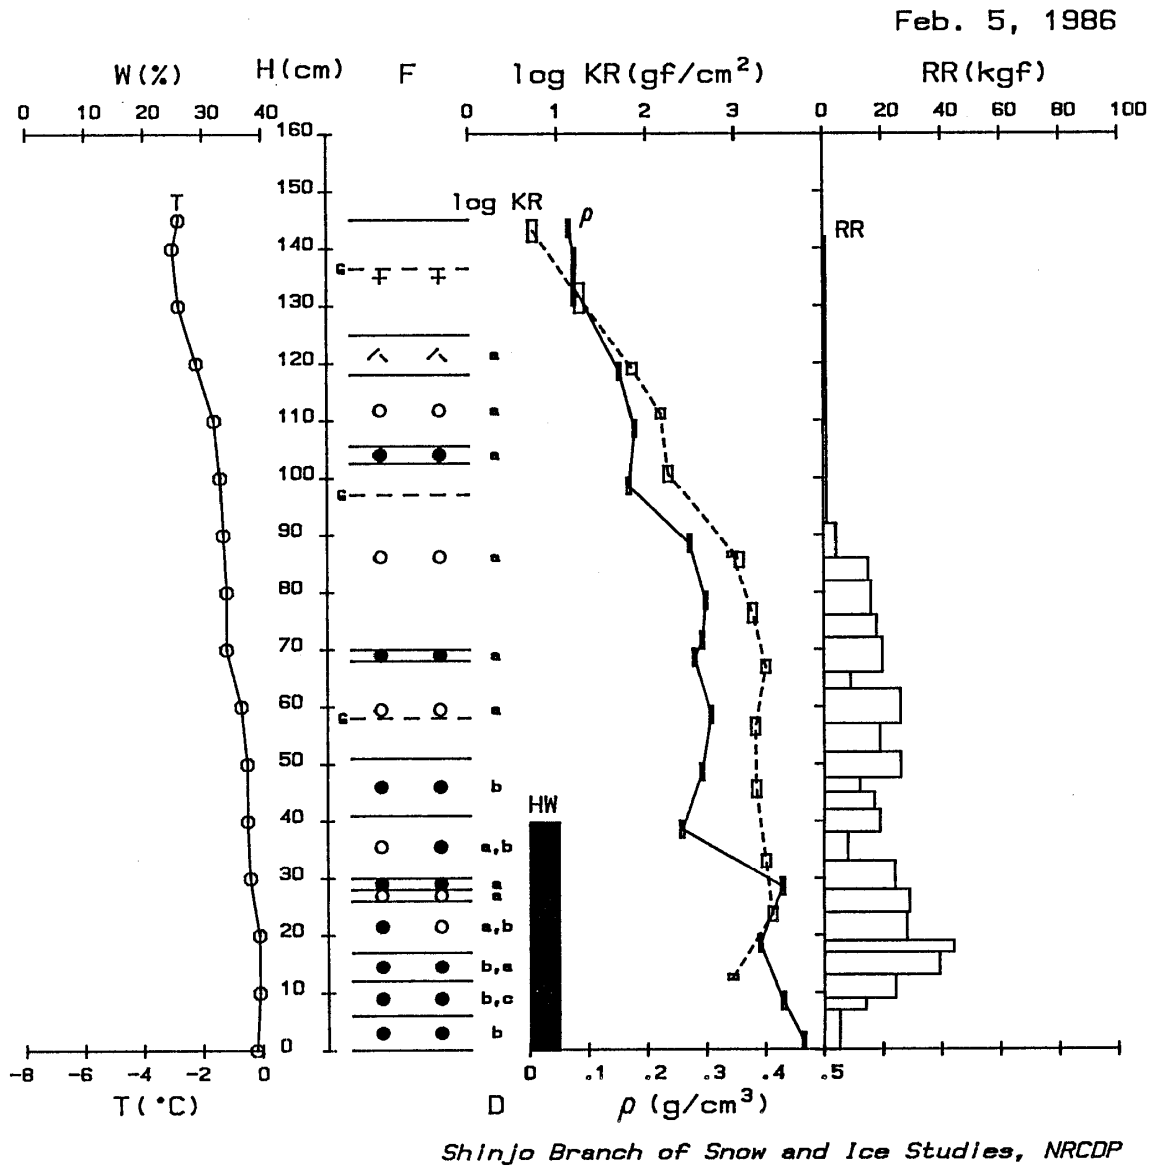 Feb. 5, 1986
W(%) H(cm) F log KR(gf/cm²) RR(kgf)
0 10 20 30 40 0 1 2 3 0 20 40 60 80 100
160
150
T log KR ρ RR
140
G
130
120 a
110 a
a
100
G
90
a
80
70 a
60 a
G
50
b
HW
40
a,b
30 a
a
20 a,b
b,a
10 b,c
b
0
-8 -6 -4 -2 0 0 .1 .2 .3 .4 .5
T(°C) D ρ (g/cm³)
Shinjo Branch of Snow and Ice Studies, NRCDP